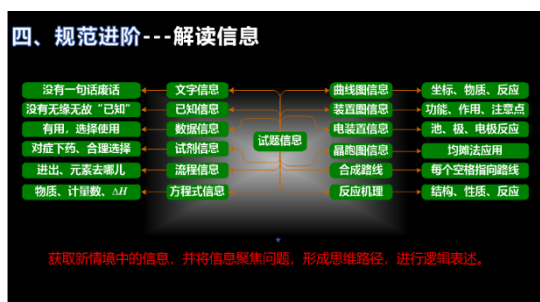 四、规范进阶---解读信息
没有一句话废话 文字信息 曲线图信息 坐标、物质、反应
没有无缘无故“已知” 已知信息 装置图信息 功能、作用、注意点
有用，选择使用 数据信息 电装置信息 池、极、电极反应
试题信息
对症下药、合理选择 试剂信息 晶胞图信息 均摊法应用
进出、元素去哪儿 流程信息 合成路线 每个空格指向路线
物质、计量数、ΔH 方程式信息 反应机理 结构、性质、反应
获取新情境中的信息，并将信息聚焦问题，形成思维路径，进行逻辑表述。